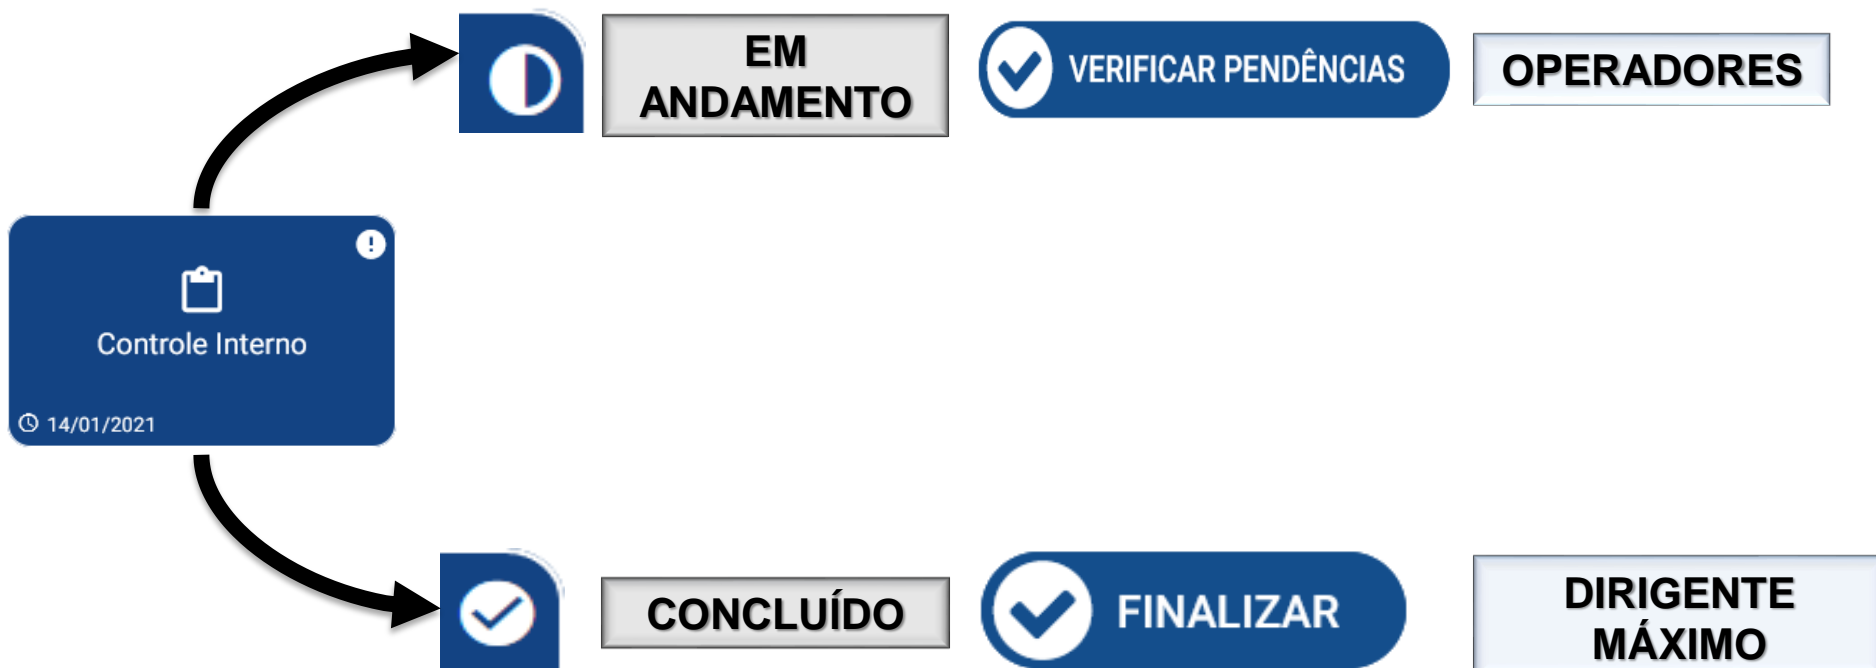 EM
ANDAMENTO
VERIFICAR PENDÊNCIAS
OPERADORES
Controle Interno
14/01/2021
CONCLUÍDO
FINALIZAR
DIRIGENTE
MÁXIMO